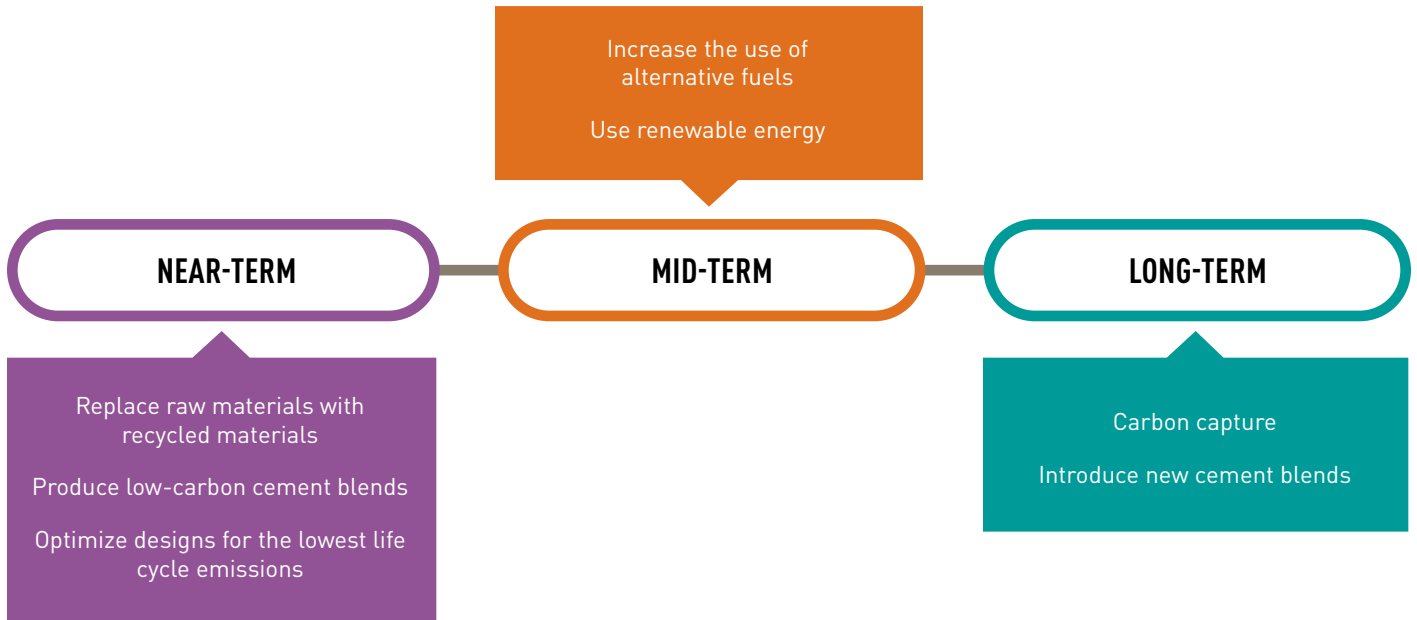 Increase the use of
alternative fuels
Use renewable energy
NEAR-TERM
MID-TERM
LONG-TERM
Replace raw materials with
recycled materials
Produce low-carbon cement blends
Optimize designs for the lowest life
cycle emissions
Carbon capture
Introduce new cement blends